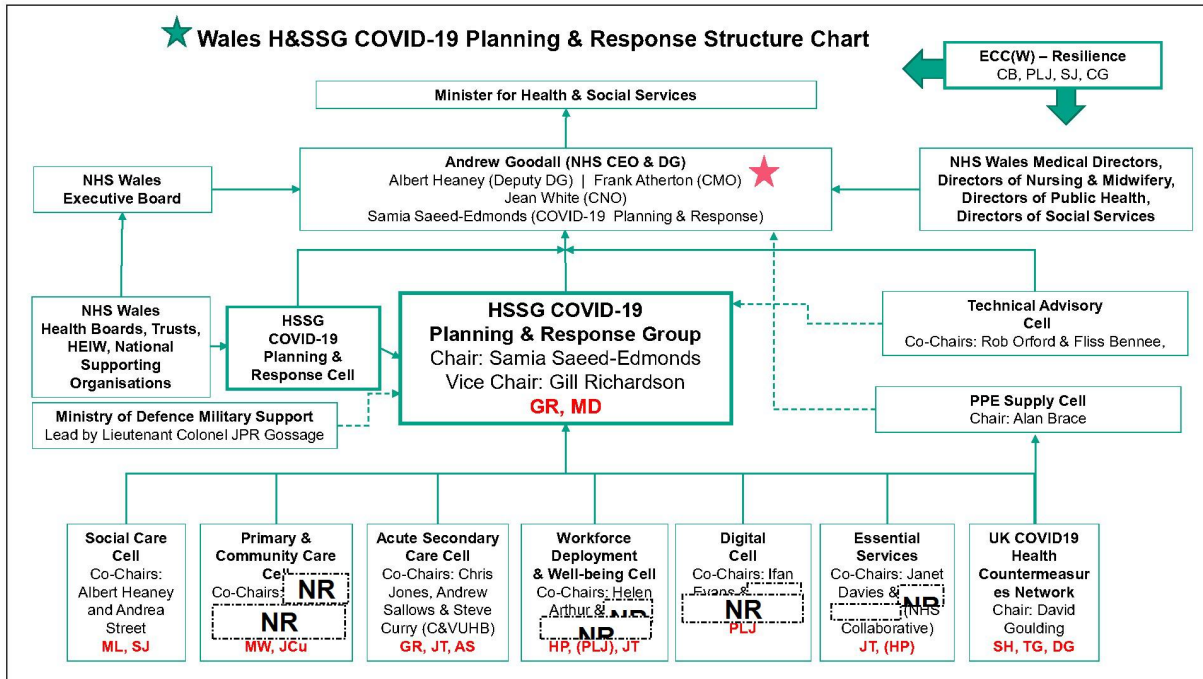 Wales H&SSG COVID-19 Planning & Response Structure Chart
ECC(W) – Resilience
CB, PLJ, SJ, CG
Minister for Health & Social Services
Andrew Goodall (NHS CEO & DG)
Albert Heaney (Deputy DG) | Frank Atherton (CMO)
Jean White (CNO)
Samia Saeed-Edmonds (COVID-19 Planning & Response)
NHS Wales
Executive Board
NHS Wales Medical Directors,
Directors of Nursing & Midwifery,
Directors of Public Health,
Directors of Social Services
NHS Wales
Health Boards, Trusts,
HEIW, National
Supporting
Organisations
HSSG
COVID-19
Planning &
Response Cell
HSSG COVID-19
Planning & Response Group
Chair: Samia Saeed-Edmonds
Vice Chair: Gill Richardson
GR, MD
Technical Advisory
Cell
Co-Chairs: Rob Orford & Fliss Bennee,
Ministry of Defence Military Support
Lead by Lieutenant Colonel JPR Gossage
PPE Supply Cell
Chair: Alan Brace
Social Care
Cell
Co-Chairs:
Albert Heaney
and Andrea
Street
ML, SJ
Primary &
Community Care
Cell
Co-Chairs: NR
NR
MW, JCu
Acute Secondary
Care Cell
Co-Chairs: Chris
Jones, Andrew
Sallows & Steve
Curry (C&VUHB)
GR, JT, AS
Workforce
Deployment
& Well-being Cell
Co-Chairs: Helen
Arthur & NR
NR
HP, (PLJ), JT
Digital
Cell
Co-Chairs: Ifan
Evans &
NR
PLJ
Essential
Services
Co-Chairs: Janet
Davies & NR
(NHS
Collaborative)
JT, (HP)
UK COVID19
Health
Countermeasur
es Network
Chair: David
Goulding
SH, TG, DG